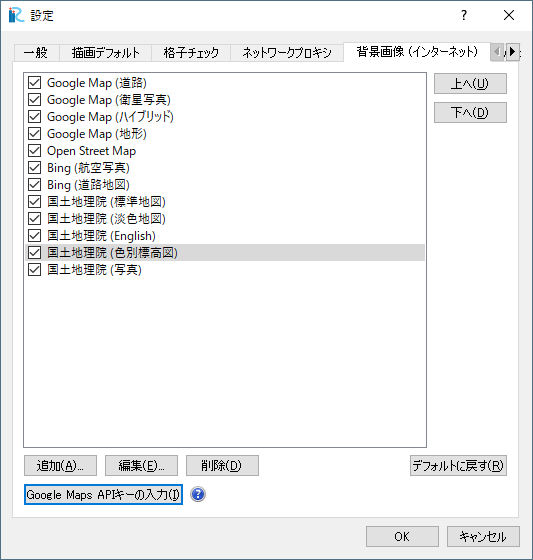 設定
一般
描画デフォルト
格子チェック
ネットワークプロキシ
背景画像 (インターネット)
Google Map (道路)
Google Map (衛星写真)
Google Map (ハイブリッド)
Google Map (地形)
Open Street Map
Bing (航空写真)
Bing (道路地図)
国土地理院 (標準地図)
国土地理院 (淡色地図)
国土地理院 (English)
国土地理院 (色別標高図)
国土地理院 (写真)
上へ(U)
下へ(D)
追加(A)...
編集(E)...
削除(D)
デフォルトに戻す(R)
Google Maps APIキーの入力(I)
OK
キャンセル